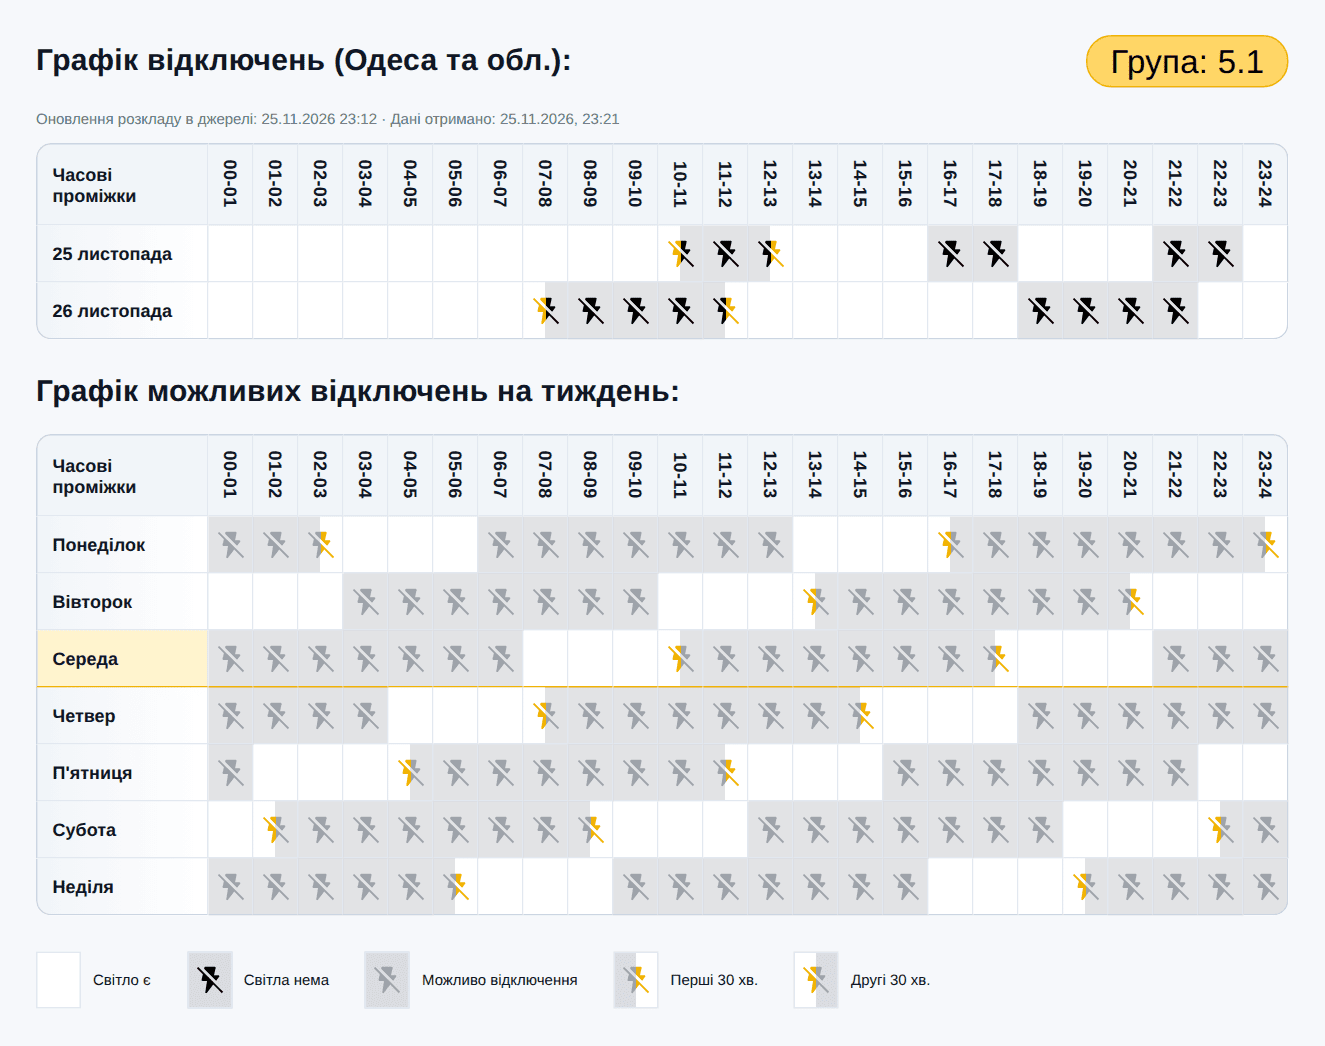 Графік відключень (Одеса та обл.):
Група: 5.1
Оновлення розкладу в джерелі: 25.11.2026 23:12 · Дані отримано: 25.11.2026, 23:21
Часові проміжки 00-01 01-02 02-03 03-04 04-05 05-06 06-07 07-08 08-09 09-10 10-11 11-12 12-13 13-14 14-15 15-16 16-17 17-18 18-19 19-20 20-21 21-22 22-23 23-24
25 листопада
26 листопада
Графік можливих відключень на тиждень:
Часові проміжки 00-01 01-02 02-03 03-04 04-05 05-06 06-07 07-08 08-09 09-10 10-11 11-12 12-13 13-14 14-15 15-16 16-17 17-18 18-19 19-20 20-21 21-22 22-23 23-24
Понеділок
Вівторок
Середа
Четвер
П'ятниця
Субота
Неділя
Світло є Світла нема Можливо відключення Перші 30 хв. Другі 30 хв.